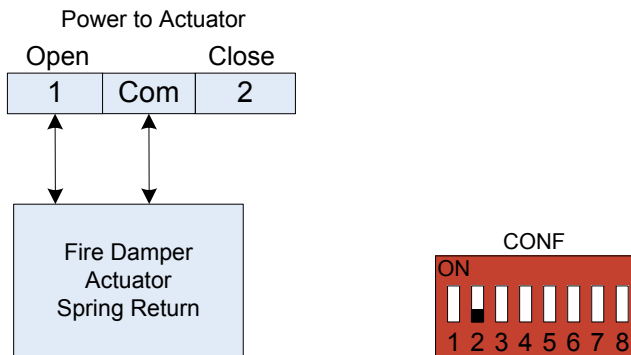 Power to Actuator
Open Close
1 Com 2
Fire Damper
Actuator
Spring Return
CONF
ON
1 2 3 4 5 6 7 8